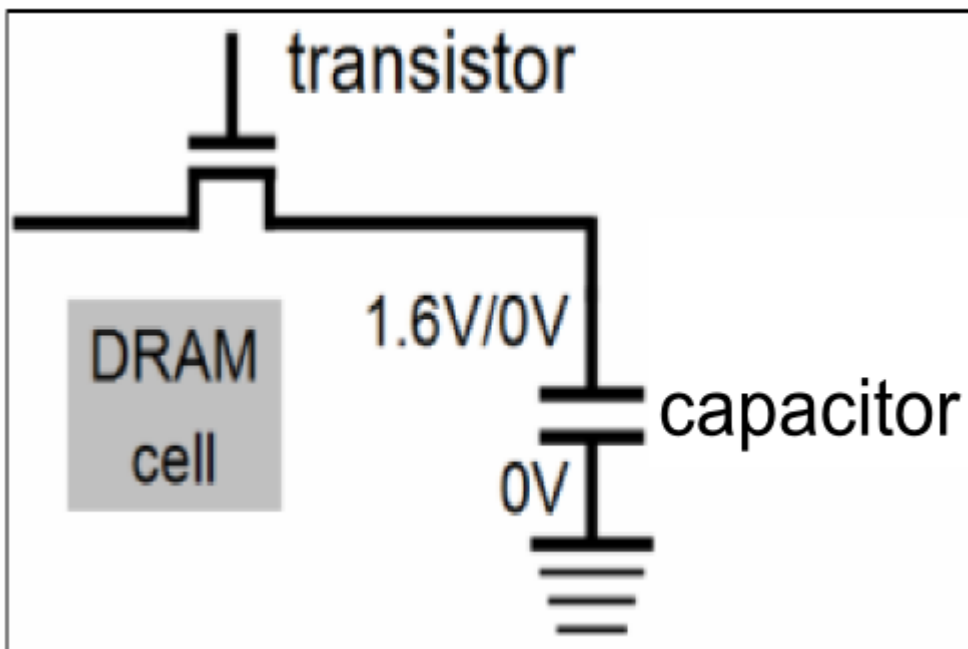 transistor
1.6V/0V
DRAM
cell
capacitor
0V